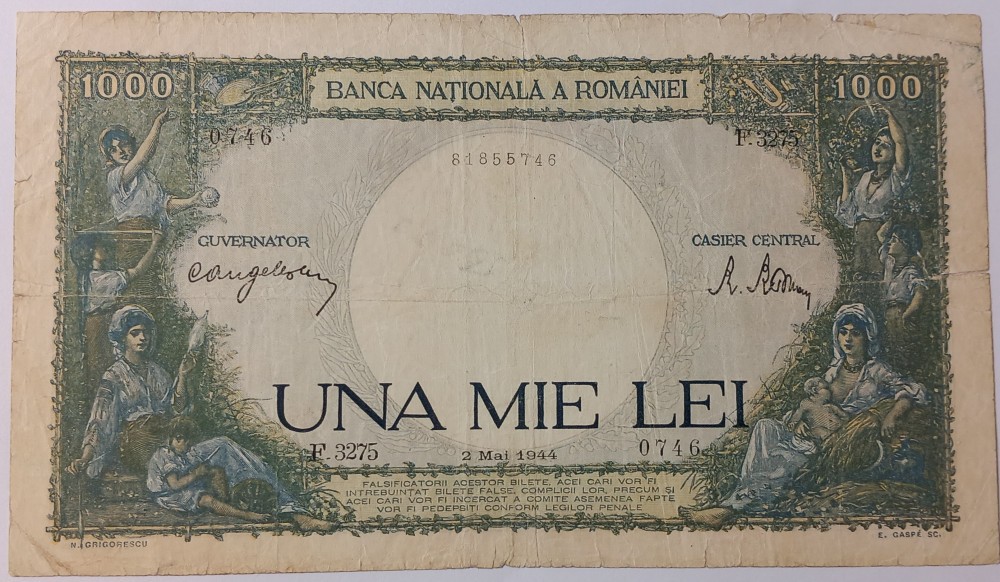 1000 BANCA NAȚIONALĂ A ROMÂNIEI 1000
0746 F.3275
81855746
GUVERNATOR CASIER CENTRAL
UNA MIE LEI
F.3275 2 Mai 1944 0746
FALSIFICATORII ACESTOR BILETE, ACEI CARI VOR FI
INTREBUINȚAT BILETE FALSE, COMPLICII LOR, PRECUM ȘI
ACEI CARI VOR FI INCERCAT A COMITE ASEMENEA FAPTE
VOR FI PEDEPSIȚI CONFORM LEGILOR PENALE
N. GRIGORESCU E. GASPÉ SC.